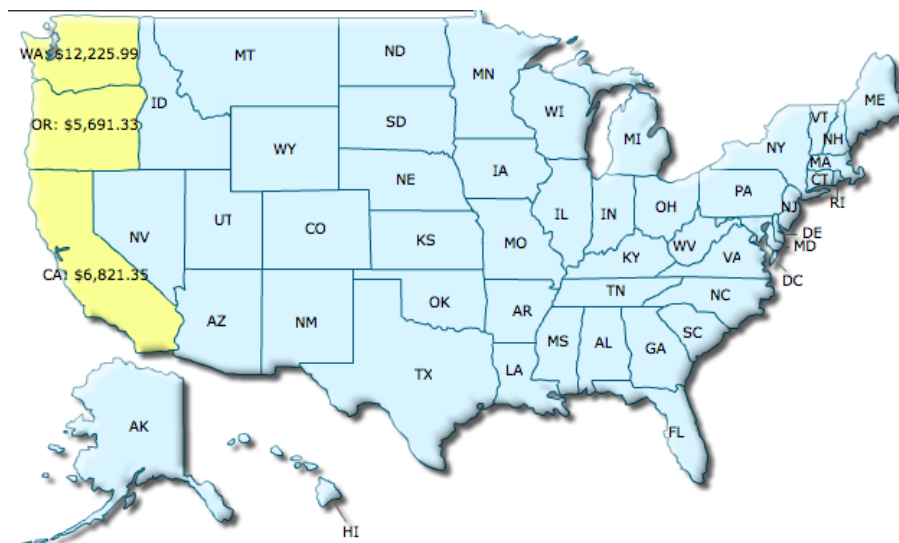 WA: $12,225.99
MT
ND
MN
ID
OR: $5,691.33
SD
WI
MI
ME
VT
NH
NY
WY
MA
CT
RI
IA
NE
PA
NJ
NV
UT
CO
KS
IL
IN
OH
MO
WV
DE
MD
VA
KY
DC
CA: $6,821.35
TN
NC
AZ
NM
OK
AR
SC
MS
AL
GA
TX
LA
FL
AK
HI